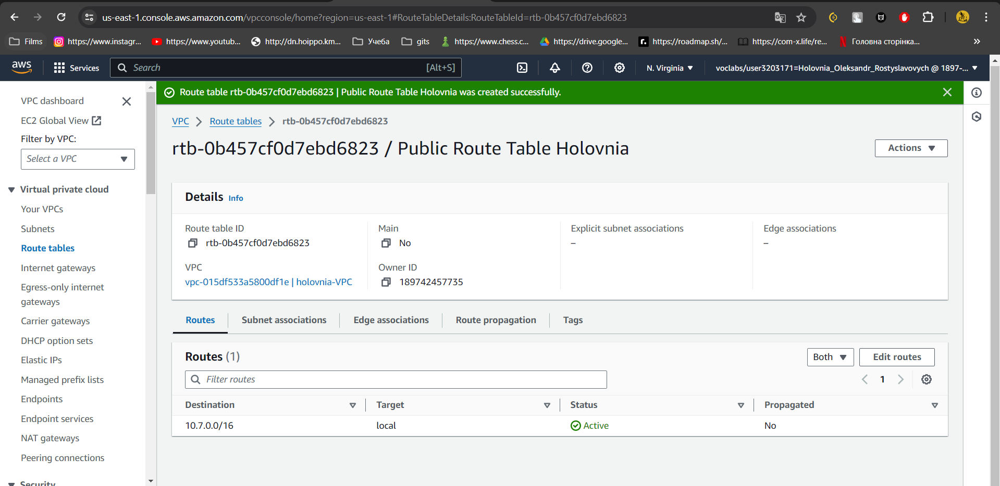 us-east-1.console.aws.amazon.com/vpcconsole/home?region=us-east-1#RouteTableDetails:RouteTableId=rtb-0b457cf0d7ebd6823
Films https://www.instagr... https://www.youtub... http://dn.hoippo.km... Учеба gits https://www.chess.c... https://drive.google... https://roadmap.sh/... https://com-x.life/re... Головна сторінка...
aws Services Search [Alt+S] N. Virginia voclabs/user3203171=Holovnia_Oleksandr_Rostyslavovych @ 1897-...
Route table rtb-0b457cf0d7ebd6823 | Public Route Table Holovnia was created successfully.
VPC dashboard
EC2 Global View
Filter by VPC:
Select a VPC
Virtual private cloud
Your VPCs
Subnets
Route tables
Internet gateways
Egress-only internet
gateways
Carrier gateways
DHCP option sets
Elastic IPs
Managed prefix lists
Endpoints
Endpoint services
NAT gateways
Peering connections
Security
VPC Route tables rtb-0b457cf0d7ebd6823
rtb-0b457cf0d7ebd6823 / Public Route Table Holovnia
Actions
Details Info
Route table ID
rtb-0b457cf0d7ebd6823
Main
No
Explicit subnet associations
–
Edge associations
–
VPC
vpc-015df533a5800df1e | holovnia-VPC
Owner ID
189742457735
Routes Subnet associations Edge associations Route propagation Tags
Routes (1)
Both Edit routes
Filter routes
1
Destination Target Status Propagated
10.7.0.0/16 local Active No